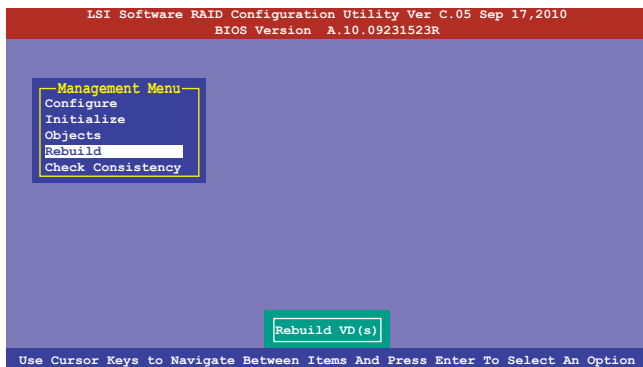 LSI Software RAID Configuration Utility Ver C.05 Sep 17,2010
BIOS Version A.10.09231523R
Management Menu
Configure
Initialize
Objects
Rebuild
Check Consistency
Rebuild VD(s)
Use Cursor Keys to Navigate Between Items And Press Enter To Select An Option